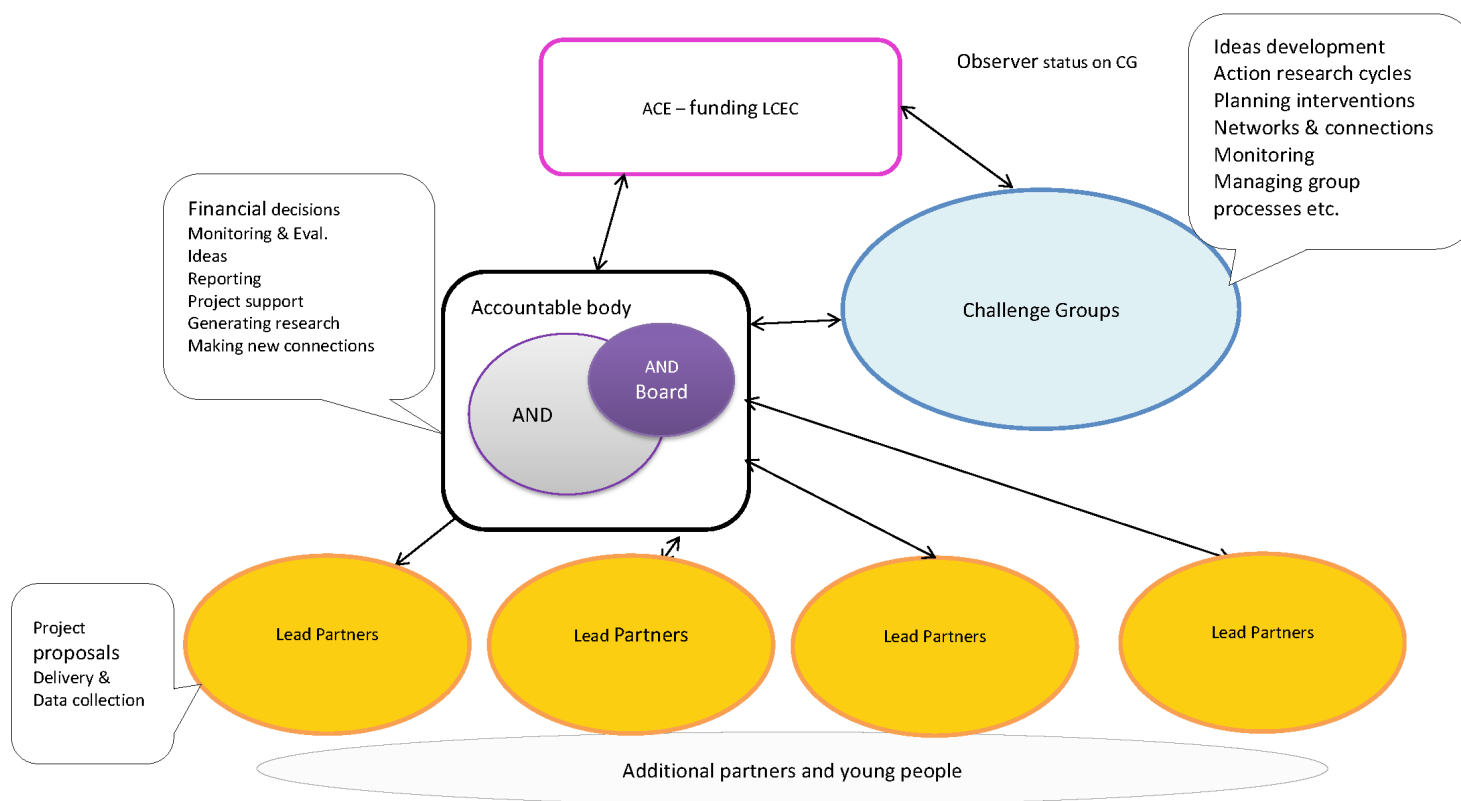 Observer status on CG
ACE – funding LCEC
Ideas development
Action research cycles
Planning interventions
Networks & connections
Monitoring
Managing group
processes etc.
Financial decisions
Monitoring & Eval.
Ideas
Reporting
Project support
Generating research
Making new connections
Accountable body
AND
Board
AND
Challenge Groups
Project
proposals
Delivery &
Data collection
Lead Partners
Lead Partners
Lead Partners
Lead Partners
Additional partners and young people